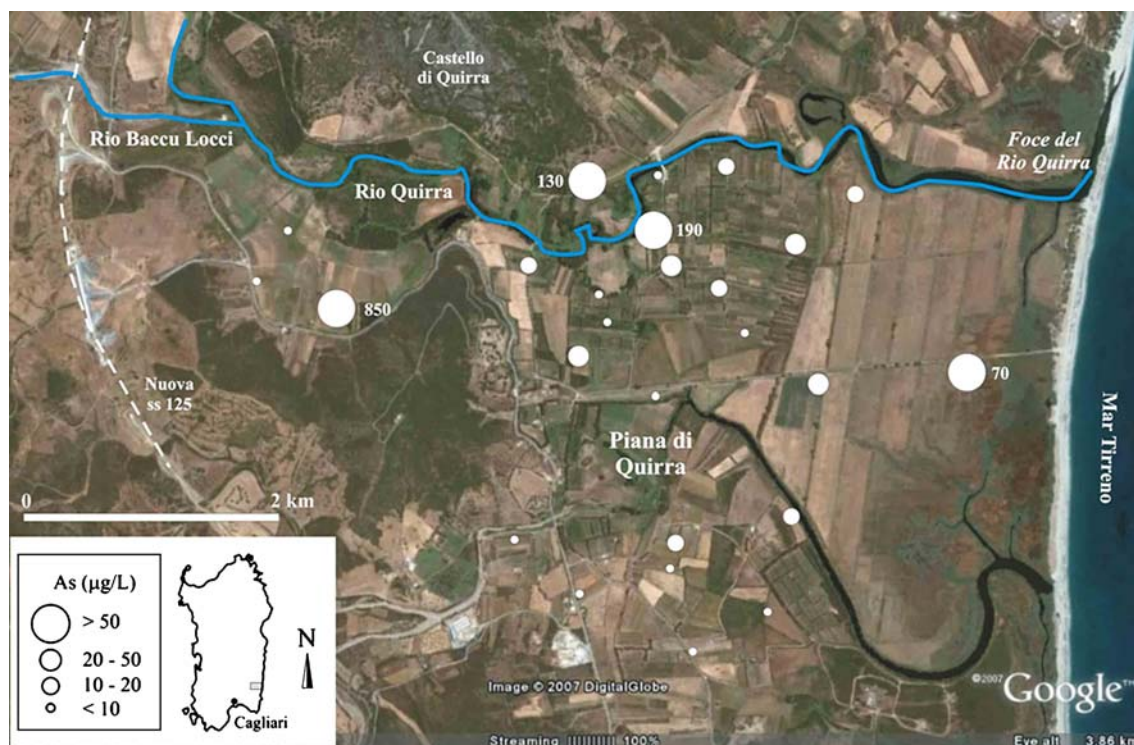 Castello
di Quirra
Rio Baccu Locci
Foce del
Rio Quirra
Rio Quirra
130
190
850
70
Nuova
ss 125
Piana di
Quirra
Mar Tirreno
0 2 km
As (µg/L)
> 50
20 - 50
10 - 20
< 10
N
Cagliari
Image © 2007 DigitalGlobe
©2007 Google™
Streaming |||||||||| 100%
Eye alt 3.86 km